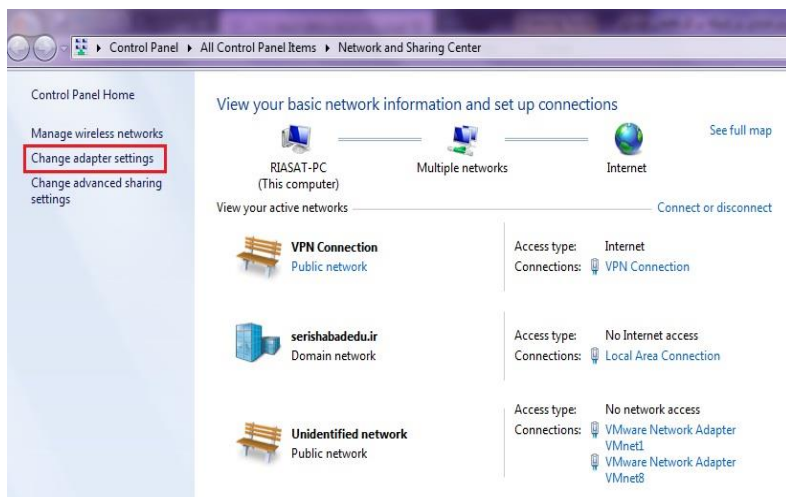 Control Panel ▸ All Control Panel Items ▸ Network and Sharing Center
Control Panel Home
Manage wireless networks
Change adapter settings
Change advanced sharing
settings
View your basic network information and set up connections
See full map
RIASAT-PC
(This computer)
Multiple networks
Internet
View your active networks
Connect or disconnect
VPN Connection
Public network
Access type: Internet
Connections: VPN Connection
serishabadedu.ir
Domain network
Access type: No Internet access
Connections: Local Area Connection
Unidentified network
Public network
Access type: No network access
Connections: VMware Network Adapter
VMnet1
VMware Network Adapter
VMnet8